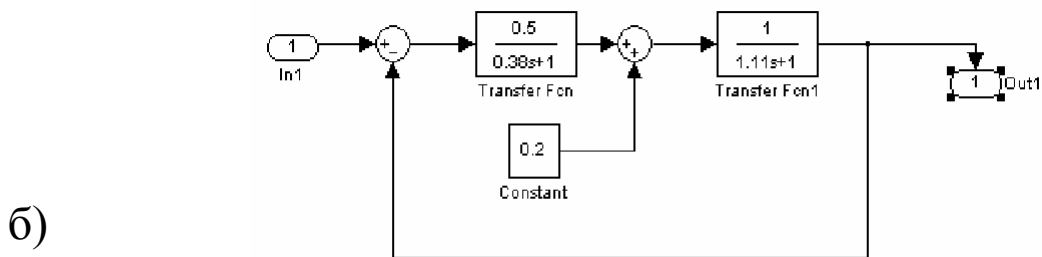 1
In1
+
-
0.5
0.38s+1
Transfer Fcn
+
+
1
1.11s+1
Transfer Fcn1
1
Out1
0.2
Constant
б)